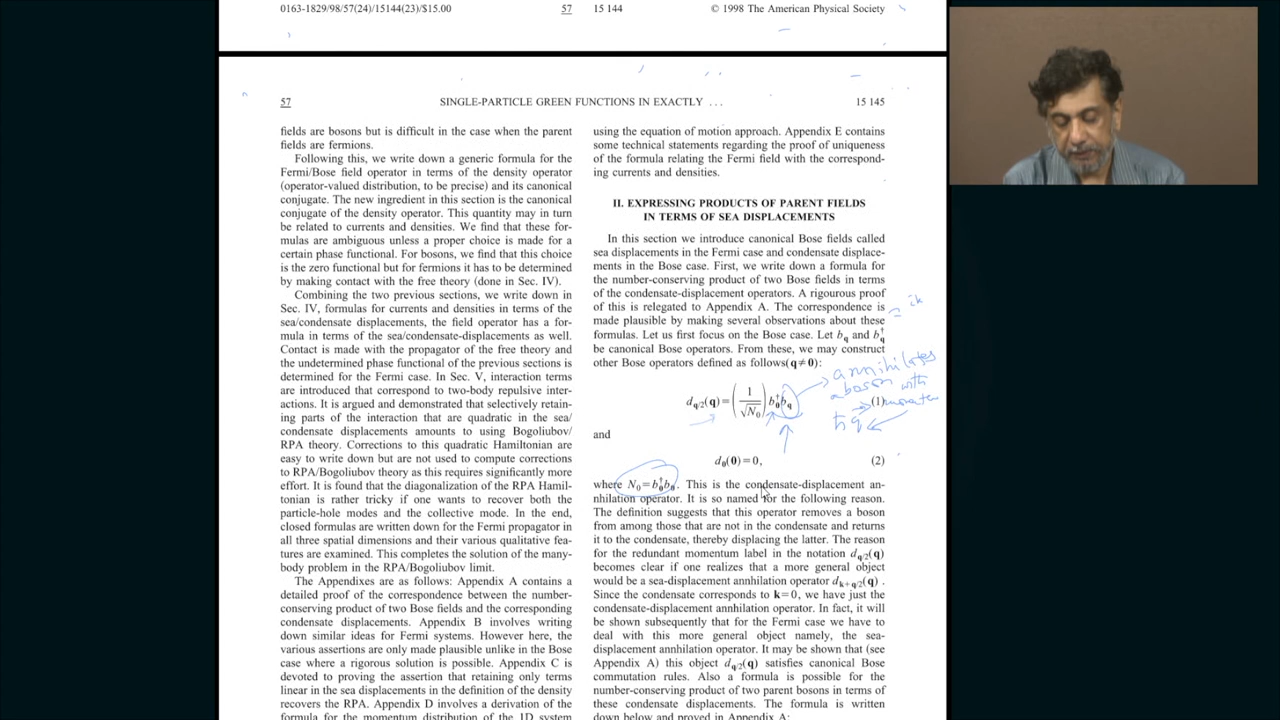 0163-1829/98/57(24)/15144(23)/$15.00
57
15 144
© 1998 The American Physical Society
57
SINGLE-PARTICLE GREEN FUNCTIONS IN EXACTLY . . .
15 145
fields are bosons but is difficult in the case when the parent
fields are fermions.
Following this, we write down a generic formula for the
Fermi/Bose field operator in terms of the density operator
(operator-valued distribution, to be precise) and its canonical
conjugate. The new ingredient in this section is the canonical
conjugate of the density operator. This quantity may in turn
be related to currents and densities. We find that these for-
mulas are ambiguous unless a proper choice is made for a
certain phase functional. For bosons, we find that this choice
is the zero functional but for fermions it has to be determined
by making contact with the free theory (done in Sec. IV).
Combining the two previous sections, we write down in
Sec. IV, formulas for currents and densities in terms of the
sea/condensate displacements, the field operator has a for-
mula in terms of the sea/condensate-displacements as well.
Contact is made with the propagator of the free theory and
the undetermined phase functional of the previous sections is
determined for the Fermi case. In Sec. V, interaction terms
are introduced that correspond to two-body repulsive inter-
actions. It is argued and demonstrated that selectively retain-
ing parts of the interaction that are quadratic in the sea/
condensate displacements amounts to using Bogoliubov/
RPA theory. Corrections to this quadratic Hamiltonian are
easy to write down but are not used to compute corrections
to RPA/Bogoliubov theory as this requires significantly more
effort. It is found that the diagonalization of the RPA Hamil-
tonian is rather tricky if one wants to recover both the
particle-hole modes and the collective mode. In the end,
closed formulas are written down for the Fermi propagator in
all three spatial dimensions and their various qualitative fea-
tures are examined. This completes the solution of the many-
body problem in the RPA/Bogoliubov limit.
The Appendixes are as follows: Appendix A contains a
detailed proof of the correspondence between the number-
conserving product of two Bose fields and the corresponding
condensate displacements. Appendix B involves writing
down similar ideas for Fermi systems. However here, the
various assertions are only made plausible unlike in the Bose
case where a rigorous solution is possible. Appendix C is
devoted to proving the assertion that retaining only terms
linear in the sea displacements in the definition of the density
recovers the RPA. Appendix D involves a derivation of the
formula for the momentum distribution of the 1D system
using the equation of motion approach. Appendix E contains
some technical statements regarding the proof of uniqueness
of the formula relating the Fermi field with the correspond-
ing currents and densities.
II. EXPRESSING PRODUCTS OF PARENT FIELDS
IN TERMS OF SEA DISPLACEMENTS
In this section we introduce canonical Bose fields called
sea displacements in the Fermi case and condensate displace-
ments in the Bose case. First, we write down a formula for
the number-conserving product of two Bose fields in terms
of the condensate-displacement operators. A rigourous proof
of this is relegated to Appendix A. The correspondence is
made plausible by making several observations about these
formulas. Let us first focus on the Bose case. Let b_q and b_q^†
be canonical Bose operators. From these, we may construct
other Bose operators defined as follows(q≠0):
annihilates
a boson with
momentum
ħq
d_{q/2}(q)=(1/√N_0) b_0^† b_q
(1)
and
d_0(0)=0,
(2)
where N_0=b_0^†b_0. This is the condensate-displacement an-
nhilation operator. It is so named for the following reason.
The definition suggests that this operator removes a boson
from among those that are not in the condensate and returns
it to the condensate, thereby displacing the latter. The reason
for the redundant momentum label in the notation d_{q/2}(q)
becomes clear if one realizes that a more general object
would be a sea-displacement annhilation operator d_{k+q/2}(q).
Since the condensate corresponds to k=0, we have just the
condensate-displacement annhilation operator. In fact, it will
be shown subsequently that for the Fermi case we have to
deal with this more general object namely, the sea-
displacement annhilation operator. It may be shown that (see
Appendix A) this object d_{q/2}(q) satisfies canonical Bose
commutation rules. Also a formula is possible for the
number-conserving product of two parent bosons in terms of
these condensate displacements. The formula is written
down below and proved in Appendix A: